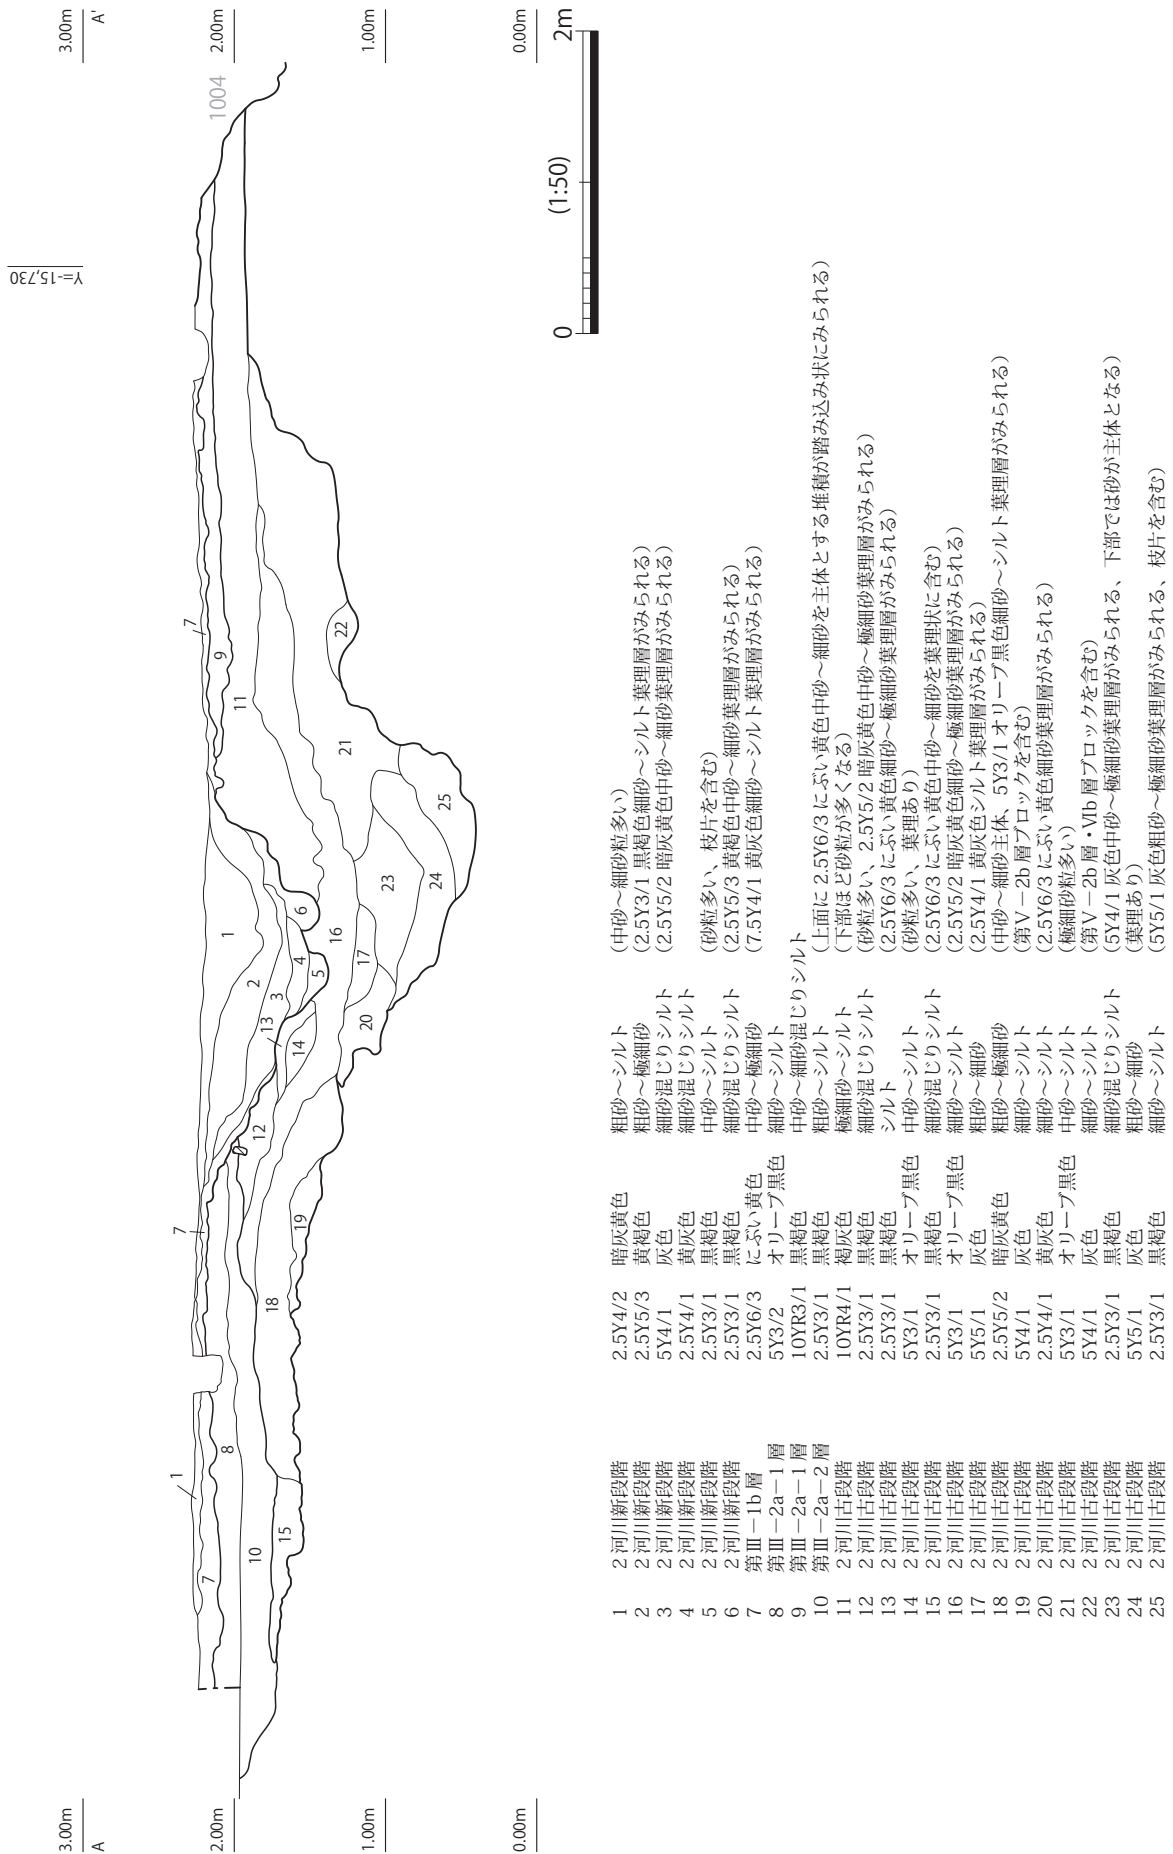 3.00m
A
2.00m
1.00m
0.00m
3.00m
A'
2.00m
1.00m
0.00m
Y=-15,730
1004
1
7
7
7
8
9
10
11
1
2
3
4
5
6
12
13
14
15
16
17
18
19
20
21
22
23
24
25
0 (1:50) 2m
1 2河川新段階 2.5Y4/2 暗灰黄色 粗砂～シルト (中砂～細砂粒多い)
2 2河川新段階 2.5Y5/3 黄褐色 粗砂～極細砂 (2.5Y3/1 黒褐色細砂～シルト葉理層がみられる)
3 2河川新段階 5Y4/1 灰色 細砂混じりシルト (2.5Y5/2 暗灰黄色中砂～細砂葉理層がみられる)
4 2河川新段階 2.5Y4/1 黄灰色 細砂混じりシルト
5 2河川新段階 2.5Y3/1 黒褐色 中砂～シルト (砂粒多い、枝片を含む)
6 2河川新段階 2.5Y3/1 黒褐色 細砂混じりシルト (2.5Y5/3 黄褐色中砂～細砂葉理層がみられる)
7 第Ⅲ－1b層 2.5Y6/3 にぶい黄色 中砂～極細砂 (7.5Y4/1 黄灰色細砂～シルト葉理層がみられる)
8 第Ⅲ－2a－1層 5Y3/2 オリーブ黒色 細砂～シルト
9 第Ⅲ－2a－1層 10YR3/1 黒褐色 中砂～細砂混じりシルト
10 第Ⅲ－2a－2層 2.5Y3/1 黒褐色 粗砂～シルト (上面に 2.5Y6/3 にぶい黄色中砂～細砂を主体とする堆積が踏み込み状にみられる)
11 2河川古段階 10YR4/1 褐灰色 極細砂～シルト (下部ほど砂粒が多くなる)
12 2河川古段階 2.5Y3/1 黒褐色 細砂混じりシルト (砂粒多い、2.5Y5/2 暗灰黄色中砂～極細砂葉理層がみられる)
13 2河川古段階 2.5Y3/1 黒褐色 シルト (2.5Y6/3 にぶい黄色細砂～極細砂葉理層がみられる)
14 2河川古段階 5Y3/1 オリーブ黒色 中砂～シルト (砂粒多い、葉理あり)
15 2河川古段階 2.5Y3/1 黒褐色 細砂混じりシルト (2.5Y6/3 にぶい黄色中砂～細砂を葉理状に含む)
16 2河川古段階 5Y3/1 オリーブ黒色 細砂～シルト (2.5Y5/2 暗灰黄色細砂～極細砂葉理層がみられる)
17 2河川古段階 5Y5/1 灰色 粗砂～細砂 (2.5Y4/1 黄灰色シルト葉理層がみられる)
18 2河川古段階 2.5Y5/2 暗灰黄色 粗砂～極細砂 (中砂～細砂主体、5Y3/1 オリーブ黒色細砂～シルト葉理層がみられる)
19 2河川古段階 5Y4/1 灰色 細砂～シルト (第Ⅴ－2b層ブロックを含む)
20 2河川古段階 2.5Y4/1 黄灰色 細砂～シルト (2.5Y6/3 にぶい黄色細砂葉理層がみられる)
21 2河川古段階 5Y3/1 オリーブ黒色 中砂～シルト (極細砂粒多い)
22 2河川古段階 5Y4/1 灰色 細砂～シルト (第Ⅴ－2b層・Ⅶb層ブロックを含む)
23 2河川古段階 2.5Y3/1 黒褐色 細砂混じりシルト (5Y4/1 灰色中砂～極細砂葉理層がみられる、下部では砂が主体となる)
24 2河川古段階 5Y5/1 灰色 粗砂～細砂 (葉理あり)
25 2河川古段階 2.5Y3/1 黒褐色 細砂～シルト (5Y5/1 灰色粗砂～極細砂葉理層がみられる、枝片を含む)